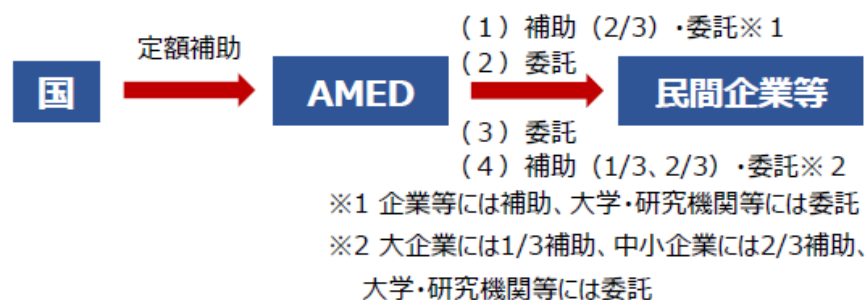 定額補助
国
AMED
(1)補助(2/3)・委託※1
(2)委託
民間企業等
(3)委託
(4)補助(1/3、2/3)・委託※2
※1 企業等には補助、大学・研究機関等には委託
※2 大企業には1/3補助、中小企業には2/3補助、
大学・研究機関等には委託